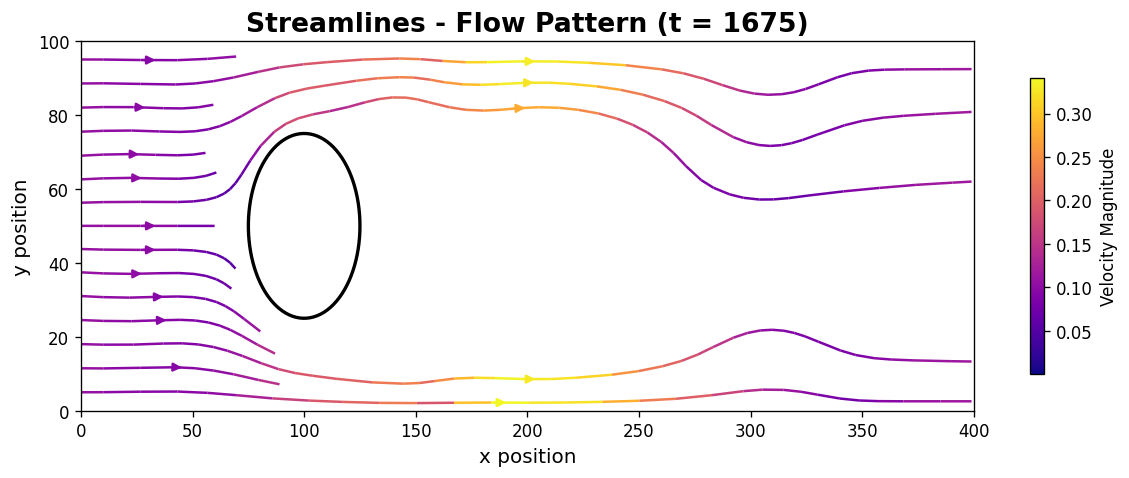 Streamlines - Flow Pattern (t = 1675)
100
80
60
40
20
0
y position
0 50 100 150 200 250 300 350 400
x position
0.30
0.25
0.20
0.15
0.10
0.05
Velocity Magnitude